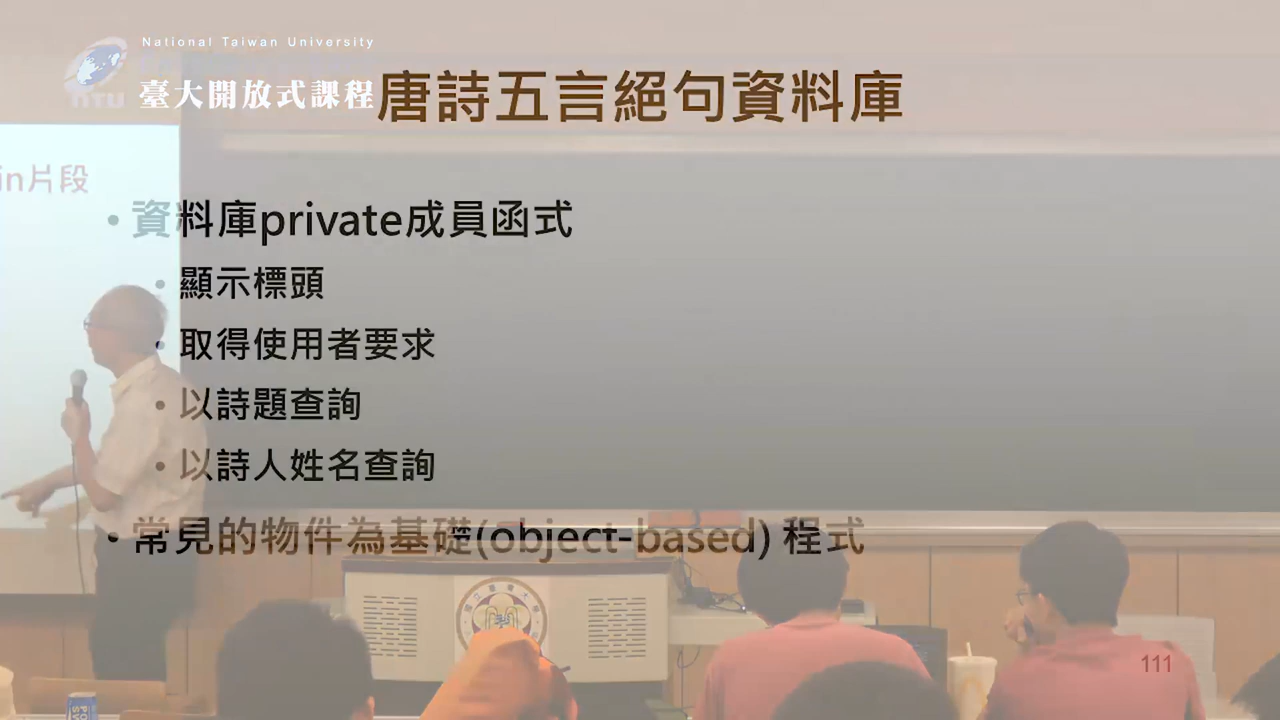 National Taiwan University
臺大開放式課程
NTU
唐詩五言絕句資料庫
in片段
• 資料庫private成員函式
• 顯示標頭
• 取得使用者要求
• 以詩題查詢
• 以詩人姓名查詢
• 常見的物件為基礎(object-based) 程式
111